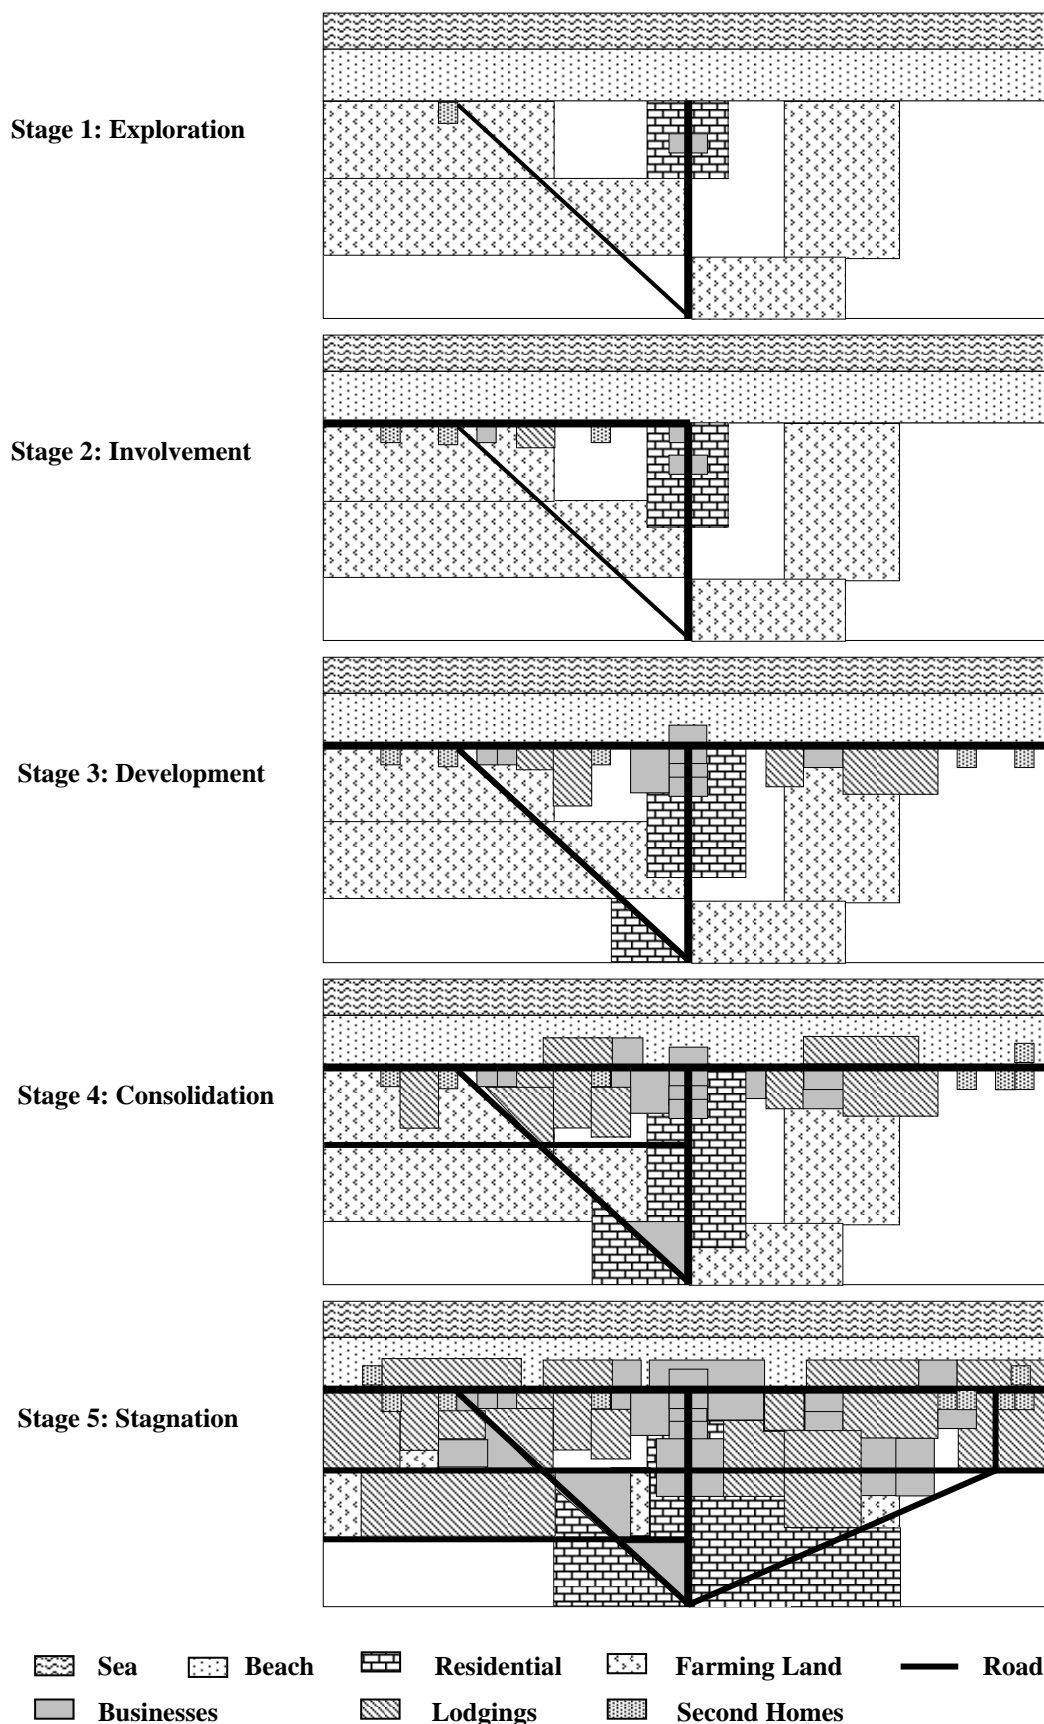 Stage 1: Exploration
Stage 2: Involvement
Stage 3: Development
Stage 4: Consolidation
Stage 5: Stagnation
Sea Beach Residential Farming Land Road
Businesses Lodgings Second Homes